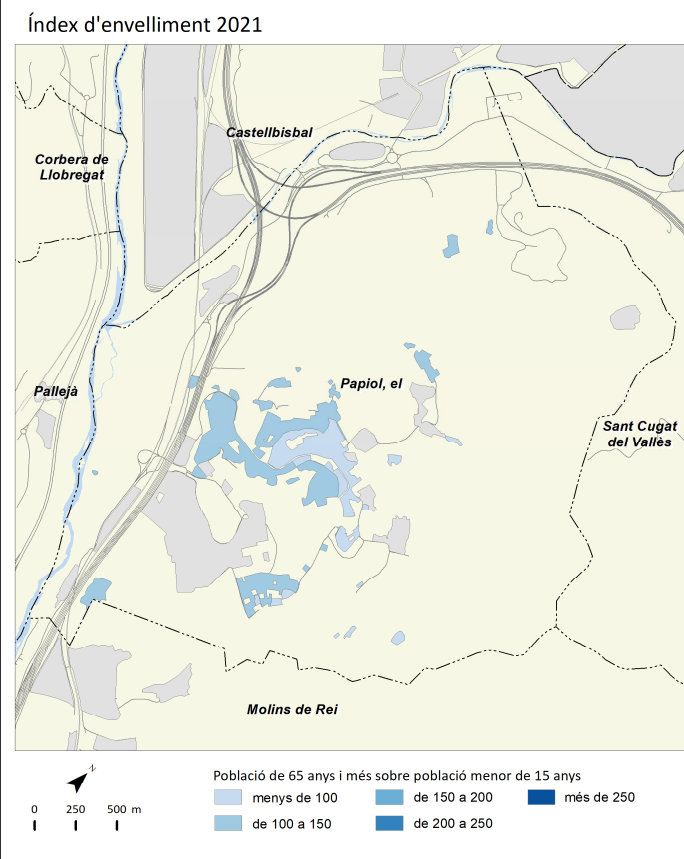 Índex d'envelliment 2021
Castellbisbal
Corbera de
Llobregat
Papiol, el
Pallejà
Sant Cugat
del Vallès
Molins de Rei
N
0 250 500 m
Població de 65 anys i més sobre població menor de 15 anys
menys de 100
de 150 a 200
més de 250
de 100 a 150
de 200 a 250